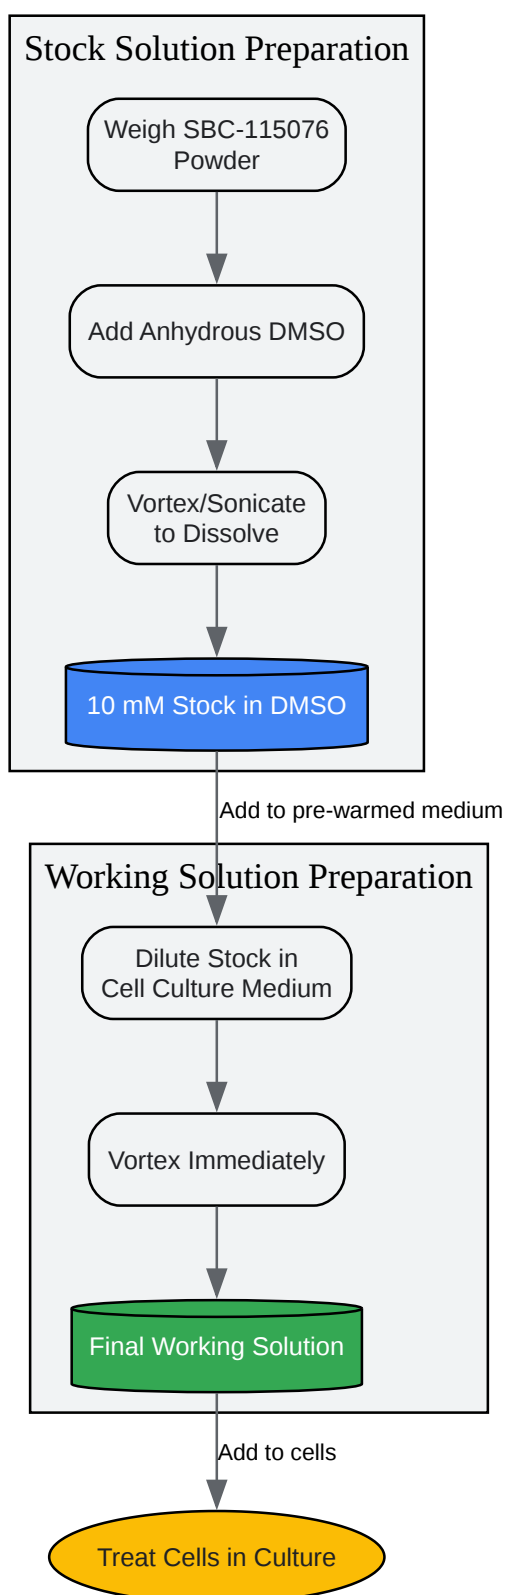 Stock Solution Preparation
Weigh SBC-115076
Powder
Add Anhydrous DMSO
Vortex/Sonicate
to Dissolve
10 mM Stock in DMSO
Add to pre-warmed medium
Working Solution Preparation
Dilute Stock in
Cell Culture Medium
Vortex Immediately
Final Working Solution
Add to cells
Treat Cells in Culture